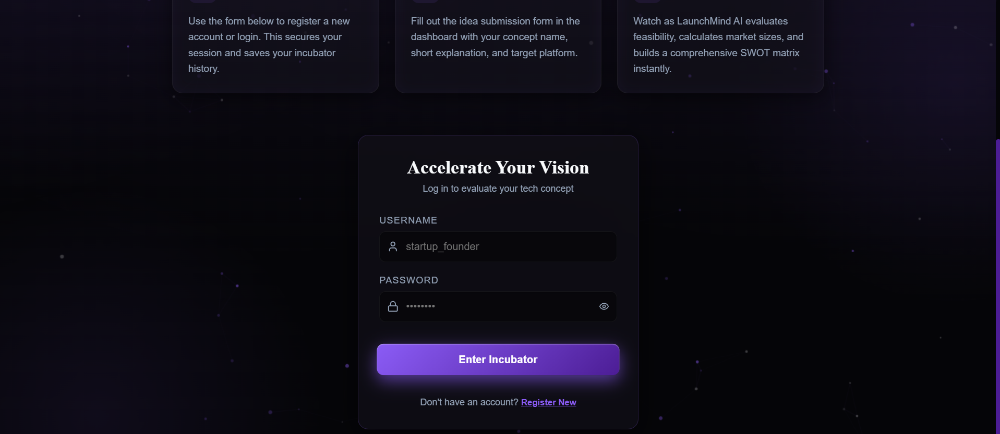 Use the form below to register a new
account or login. This secures your
session and saves your incubator
history.
Fill out the idea submission form in the
dashboard with your concept name,
short explanation, and target platform.
Watch as LaunchMind AI evaluates
feasibility, calculates market sizes, and
builds a comprehensive SWOT matrix
instantly.
Accelerate Your Vision
Log in to evaluate your tech concept
USERNAME
startup_founder
PASSWORD
••••••••
Enter Incubator
Don't have an account? Register New